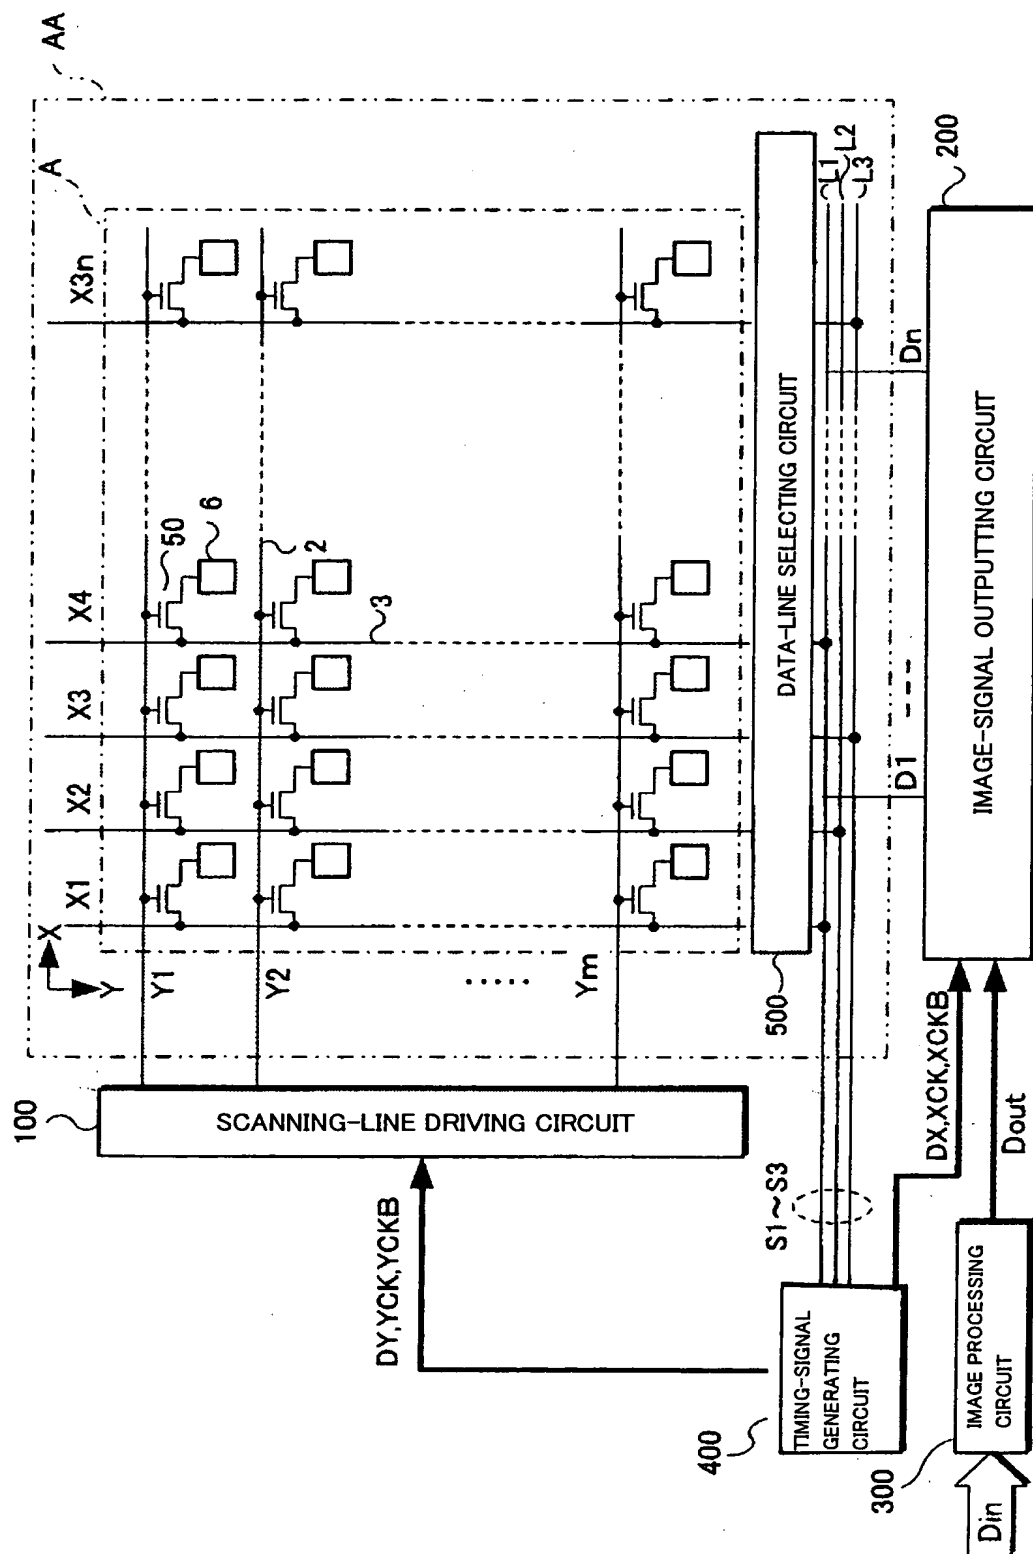 AA
A
X
Y
X1
X2
X3
X4
X3n
Y1
Y2
.....
Ym
50
6
2
3
100
SCANNING-LINE DRIVING CIRCUIT
DY,YCK,YCKB
500
DATA-LINE SELECTING CIRCUIT
L1
L2
L3
S1~S3
400
TIMING-SIGNAL
GENERATING
CIRCUIT
DX,XCK,XCKB
D1
---
Dn
200
IMAGE-SIGNAL OUTPUTTING CIRCUIT
Dout
300
IMAGE PROCESSING
CIRCUIT
Din